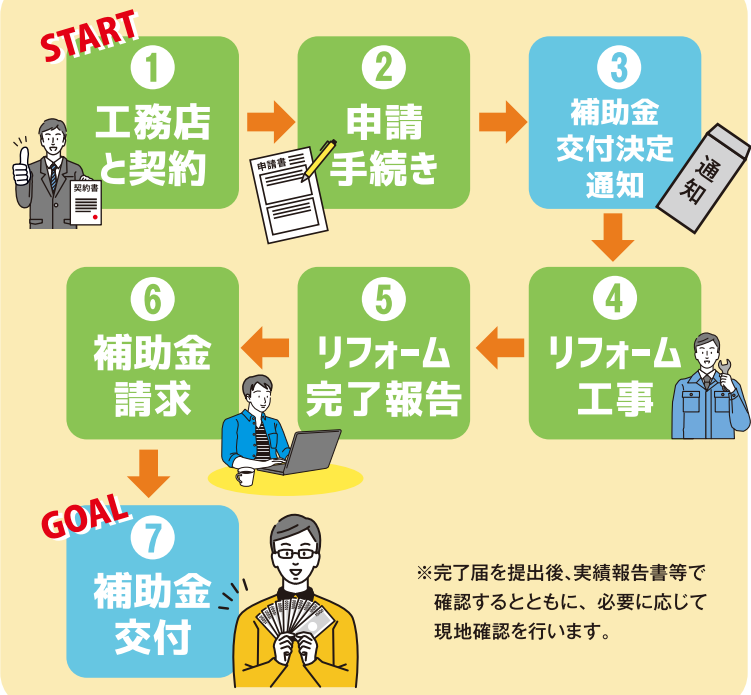 START
1
工務店
と契約
契約書
2
申請
手続き
申請書
3
補助金
交付決定
通知
通知
4
リフォーム
工事
5
リフォーム
完了報告
6
補助金
請求
GOAL
7
補助金
交付
※完了届を提出後、実績報告書等で
確認するとともに、必要に応じて
現地確認を行います。